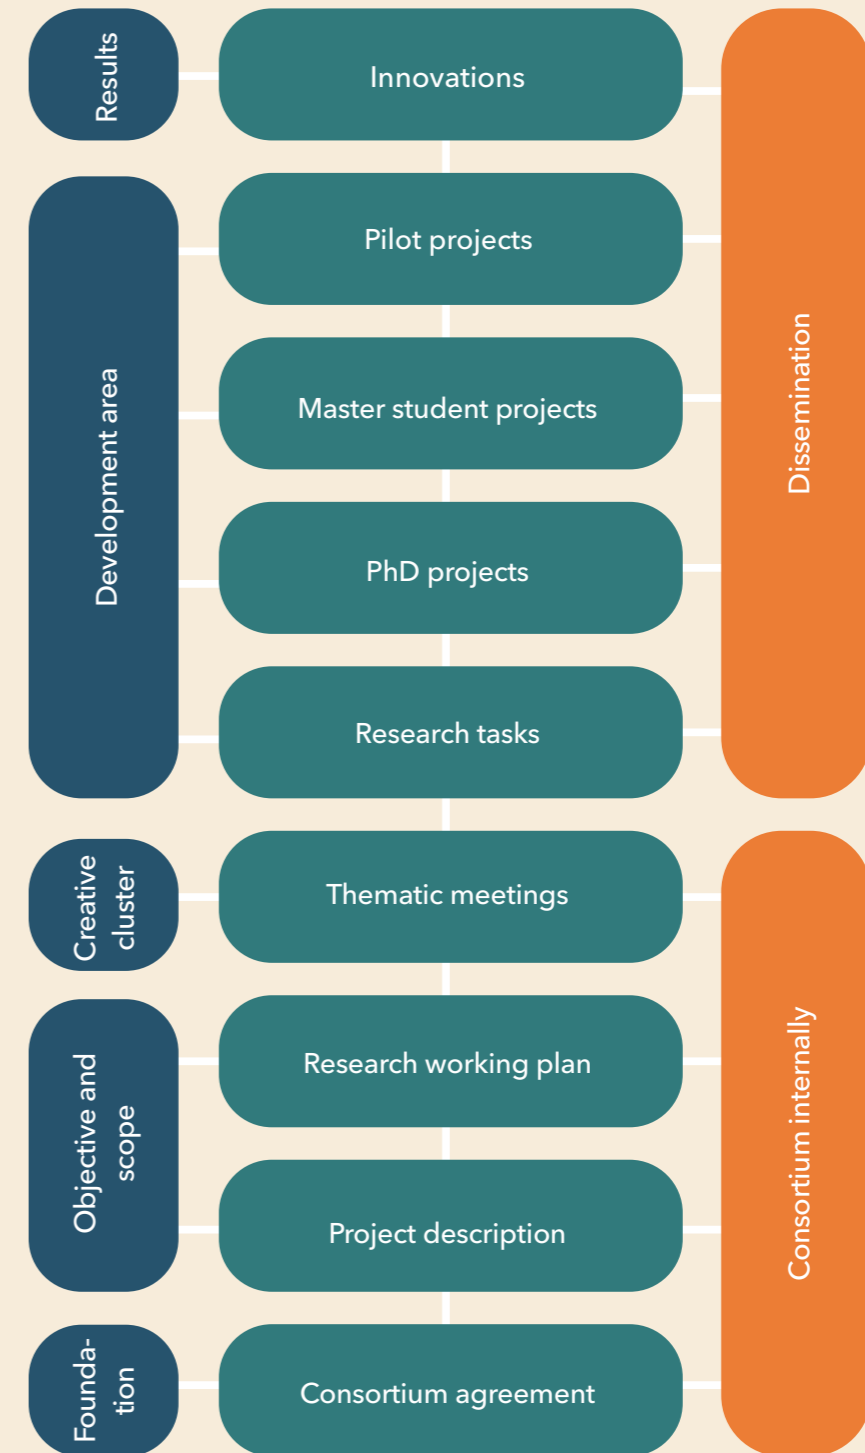 Results
Innovations
Pilot projects
Development area
Master student projects
Dissemination
PhD projects
Research tasks
Creative
cluster
Thematic meetings
Objective and
scope
Research working plan
Consortium internally
Project description
Founda-
tion
Consortium agreement